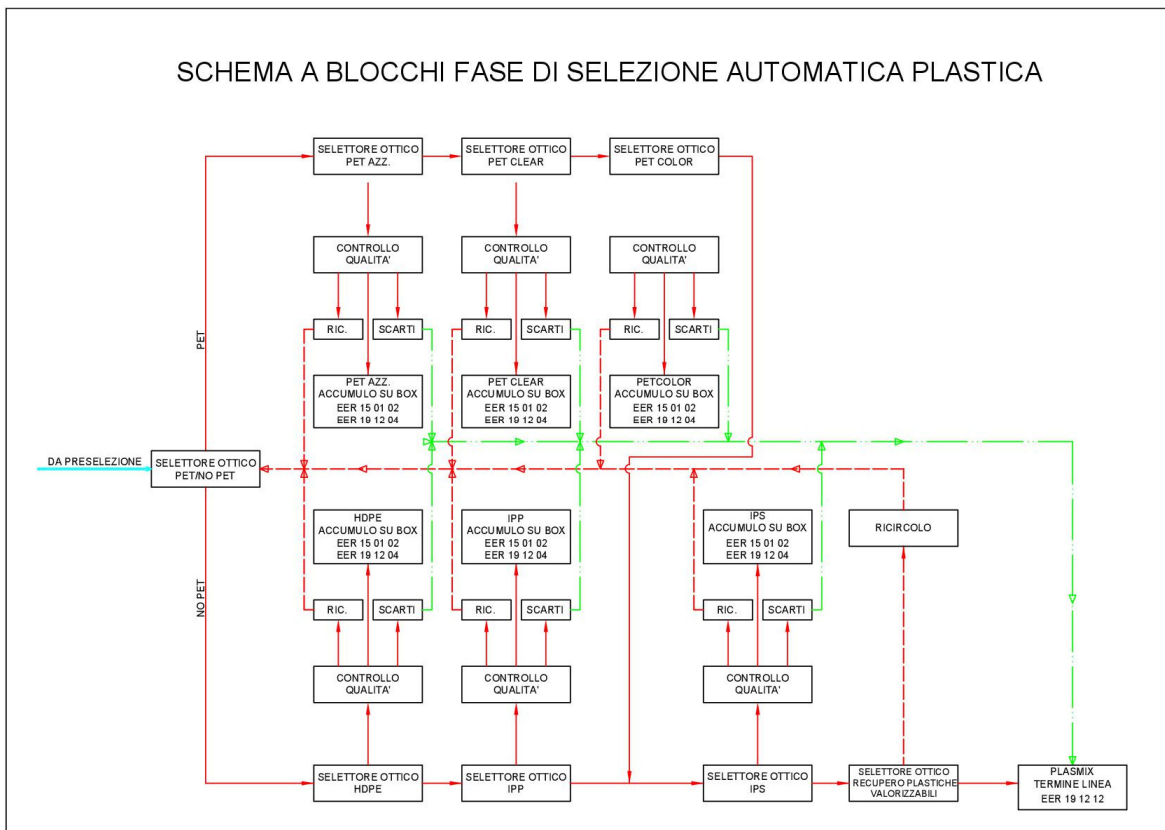 SCHEMA A BLOCCHI FASE DI SELEZIONE AUTOMATICA PLASTICA
SELETTORE OTTICO
PET AZZ.
SELETTORE OTTICO
PET CLEAR
SELETTORE OTTICO
PET COLOR
CONTROLLO
QUALITA'
CONTROLLO
QUALITA'
CONTROLLO
QUALITA'
PET
RIC.
SCARTI
RIC.
SCARTI
RIC.
SCARTI
PET AZZ.
ACCUMULO SU BOX
EER 15 01 02
EER 19 12 04
PET CLEAR
ACCUMULO SU BOX
EER 15 01 02
EER 19 12 04
PETCOLOR
ACCUMULO SU BOX
EER 15 01 02
EER 19 12 04
DA PRESELEZIONE
SELETTORE OTTICO
PET/NO PET
HDPE
ACCUMULO SU BOX
EER 15 01 02
EER 19 12 04
IPP
ACCUMULO SU BOX
EER 15 01 02
EER 19 12 04
IPS
ACCUMULO SU BOX
EER 15 01 02
EER 19 12 04
RICIRCOLO
NO PET
RIC.
SCARTI
RIC.
SCARTI
RIC.
SCARTI
CONTROLLO
QUALITA'
CONTROLLO
QUALITA'
CONTROLLO
QUALITA'
SELETTORE OTTICO
HDPE
SELETTORE OTTICO
IPP
SELETTORE OTTICO
IPS
SELETTORE OTTICO
RECUPERO PLASTICHE
VALORIZZABILI
PLASMIX
TERMINE LINEA
EER 19 12 12